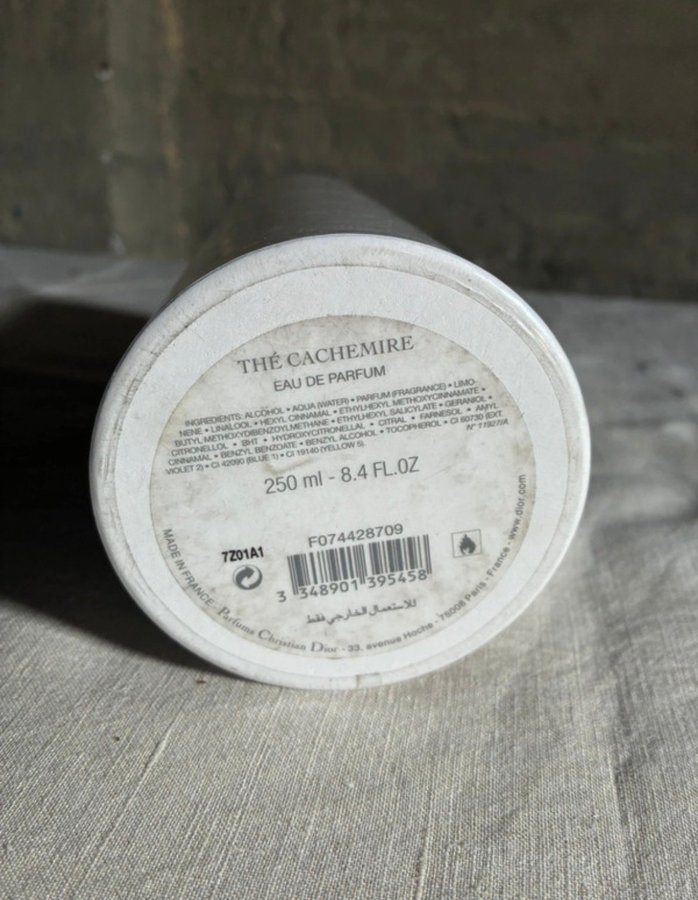 THÉ CACHEMIRE
EAU DE PARFUM
INGREDIENTS: ALCOHOL • AQUA (WATER) • PARFUM (FRAGRANCE) • LIMO-
NENE • LINALOOL • HEXYL CINNAMAL • ETHYLHEXYL METHOXYCINNAMATE •
BUTYL METHOXYDIBENZOYLMETHANE • ETHYLHEXYL SALICYLATE • GERANIOL •
CITRONELLOL • BHT • HYDROXYCITRONELLAL • CITRAL • FARNESOL • AMYL
CINNAMAL • BENZYL BENZOATE • BENZYL ALCOHOL • TOCOPHEROL • CI 60730 (EXT.
VIOLET 2) • CI 42090 (BLUE 1) • CI 19140 (YELLOW 5) N° 11927/A
250 ml - 8.4 FL.OZ
F074428709
7Z01A1
3 348901 395458
للاستعمال الخارجي فقط
MADE IN FRANCE - Parfums Christian Dior - 33, avenue Hoche - 75008 Paris - France - www.dior.com